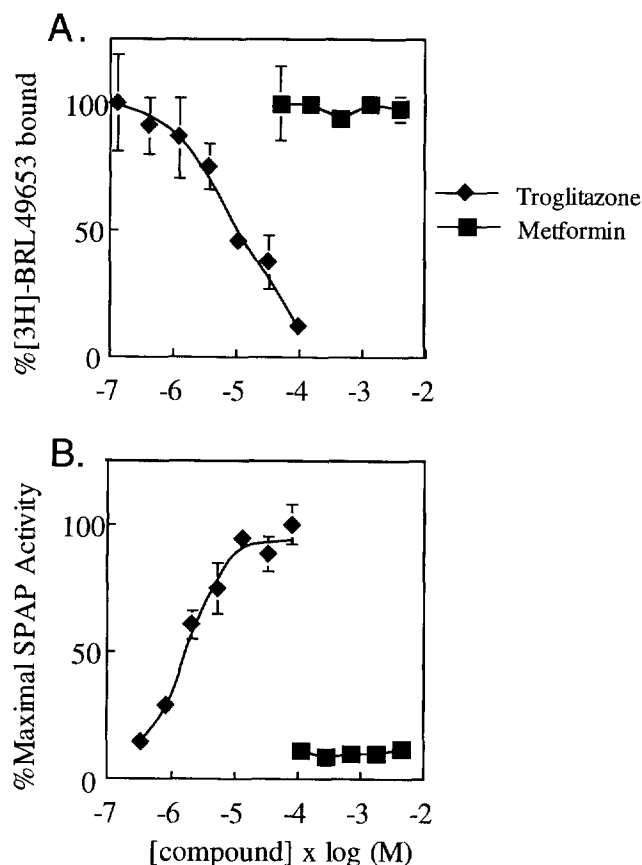 A.
%[3H]-BRL49653 bound
100
50
0
-7 -6 -5 -4 -3 -2
Troglitazone
Metformin
B.
%Maximal SPAP Activity
100
50
0
-7 -6 -5 -4 -3 -2
[compound] x log (M)